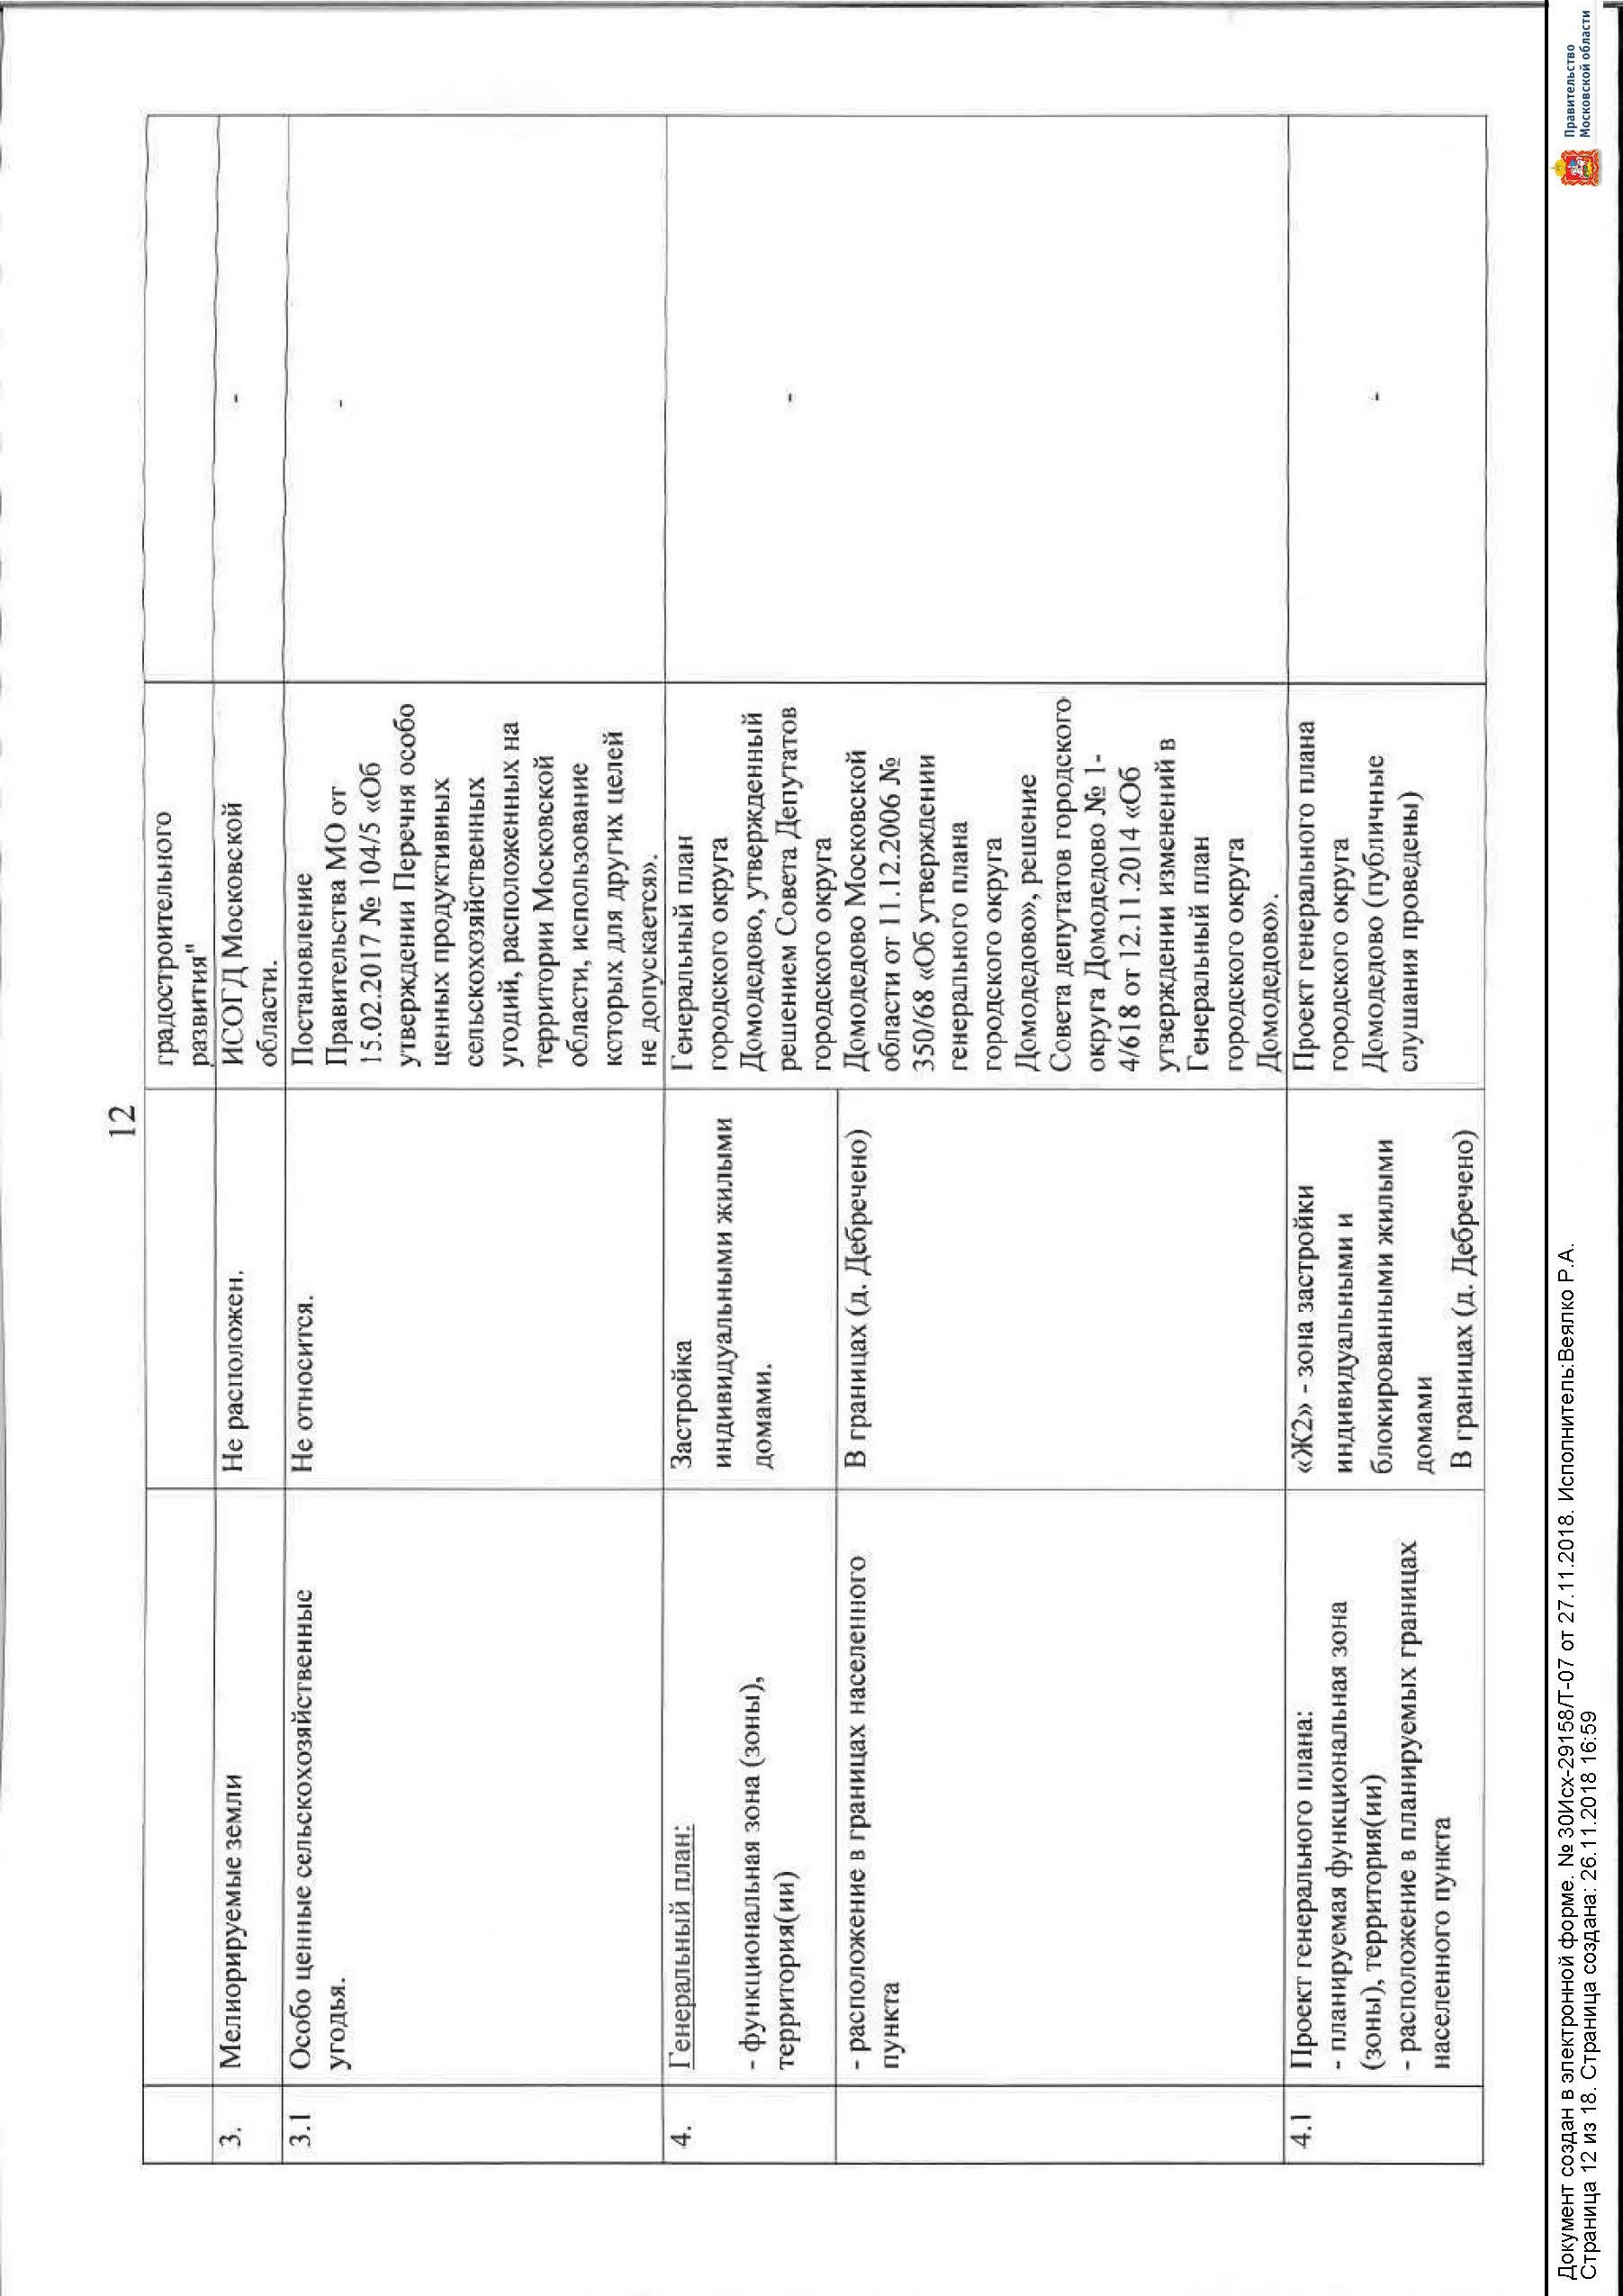 12
градостроительного
развития"
3.
Мелиорируемые земли
Не расположен.
ИСОГД Московской
области.
-
3.1
Особо ценные сельскохозяйственные
угодья.
Не относится.
Постановление
Правительства МО от
15.02.2017 № 104/5 «Об
утверждении Перечня особо
ценных продуктивных
сельскохозяйственных
угодий, расположенных на
территории Московской
области, использование
которых для других целей
не допускается».
-
4.
Генеральный план:
- функциональная зона (зоны),
территория(ии)
Застройка
индивидуальными жилыми
домами.
- расположение в границах населенного
пункта
В границах (д. Дебречено)
Генеральный план
городского округа
Домодедово, утвержденный
решением Совета Депутатов
городского округа
Домодедово Московской
области от 11.12.2006 №
350/68 «Об утверждении
генерального плана
городского округа
Домодедово», решение
Совета депутатов городского
округа Домодедово № 1-
4/618 от 12.11.2014 «Об
утверждении изменений в
Генеральный план
городского округа
Домодедово».
-
4.1
Проект генерального плана:
- планируемая функциональная зона
(зоны), территория(ии)
- расположение в планируемых границах
населенного пункта
«Ж2» - зона застройки
индивидуальными и
блокированными жилыми
домами
В границах (д. Дебречено)
Проект генерального плана
городского округа
Домодедово (публичные
слушания проведены)
-
Документ создан в электронной форме. № 30Исх-29158/Т-07 от 27.11.2018. Исполнитель:Веялко Р.А.
Страница 12 из 18. Страница создана: 26.11.2018 16:59
Правительство
Московской области